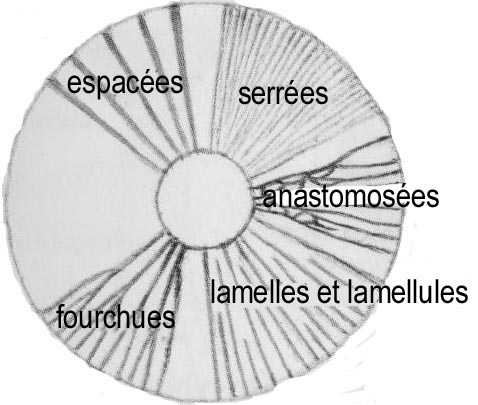 espacées
serrées
anastomosées
lamelles et lamellules
fourchues